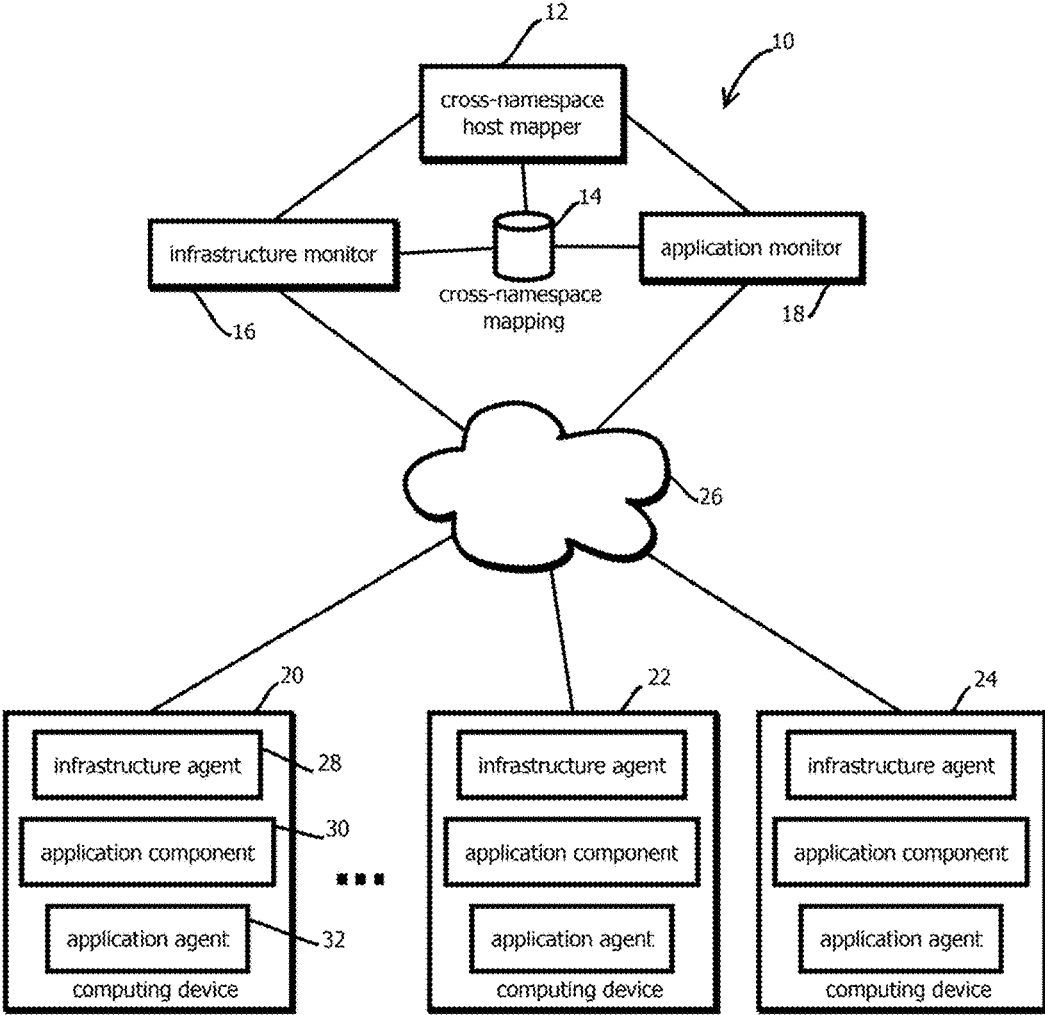 12
10
cross-namespace
host mapper
14
infrastructure monitor
application monitor
cross-namespace
mapping
16
18
26
20
22
24
infrastructure agent
28
infrastructure agent
infrastructure agent
30
application component
application component
application component
application agent
32
application agent
application agent
computing device
computing device
computing device